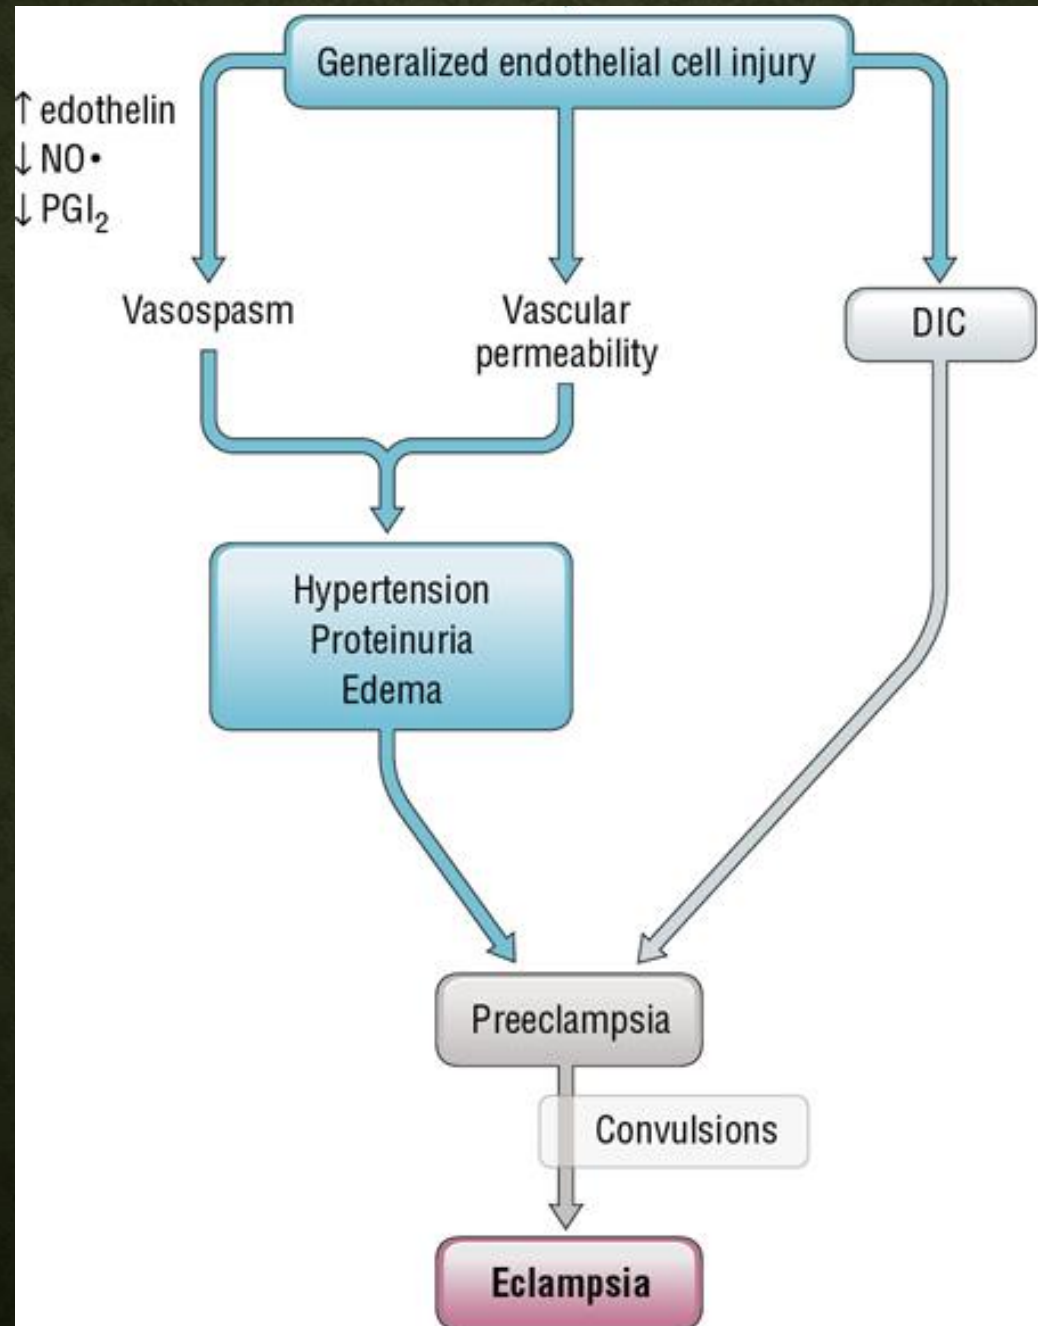 Generalized endothelial cell injury
↑ edothelin
↓ NO•
↓ PGI₂
Vasospasm
Vascular
permeability
DIC
Hypertension
Proteinuria
Edema
Preeclampsia
Convulsions
Eclampsia